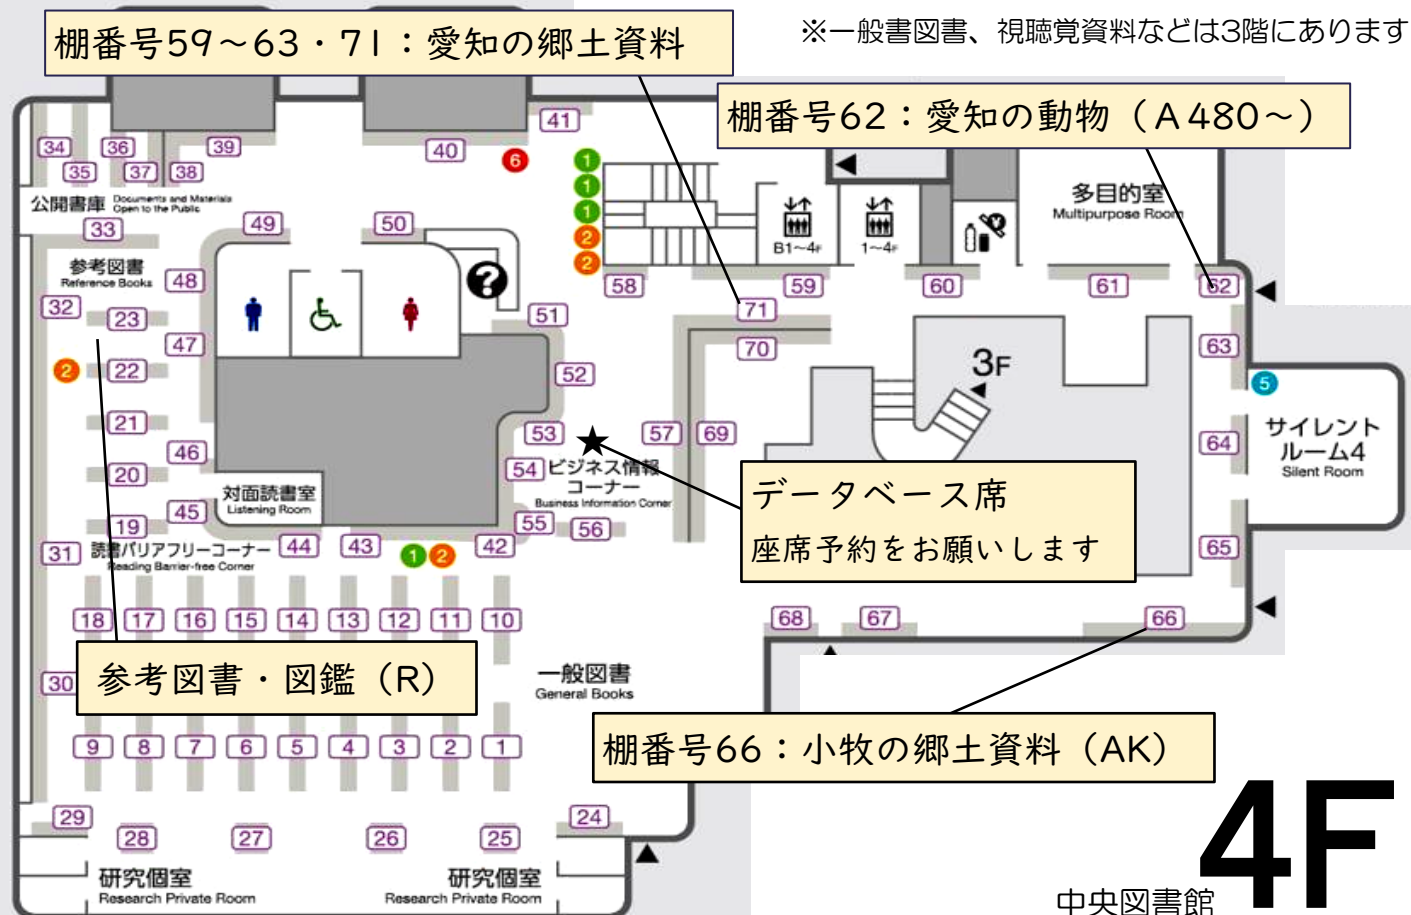 棚番号59～63・71：愛知の郷土資料
※一般書図書、視聴覚資料などは3階にあります
棚番号62：愛知の動物（A480～）
41
34
36
39
40
6
35
37
38
1
1
1
2
2
公開書庫
Documents and Materials
Open to the Public
33
49
50
B1～4F
1～4F
多目的室
Multipurpose Room
参考図書
Reference Books
48
?
58
59
60
61
62
32
23
51
71
47
70
63
2
22
52
3F
5
21
53
57
69
64
サイレント
ルーム4
Silent Room
46
20
54
ビジネス情報
コーナー
Business Information Corner
対面読書室
Listening Room
データベース席
座席予約をお願いします
45
19
55
56
31
読書バリアフリーコーナー
Reading Barrier-free Corner
44
43
1
2
42
65
18
17
16
15
14
13
12
11
10
68
67
66
30
参考図書・図鑑（R）
一般図書
General Books
棚番号66：小牧の郷土資料（AK）
9
8
7
6
5
4
3
2
1
29
28
27
26
25
24
研究個室
Research Private Room
研究個室
Research Private Room
中央図書館
4F